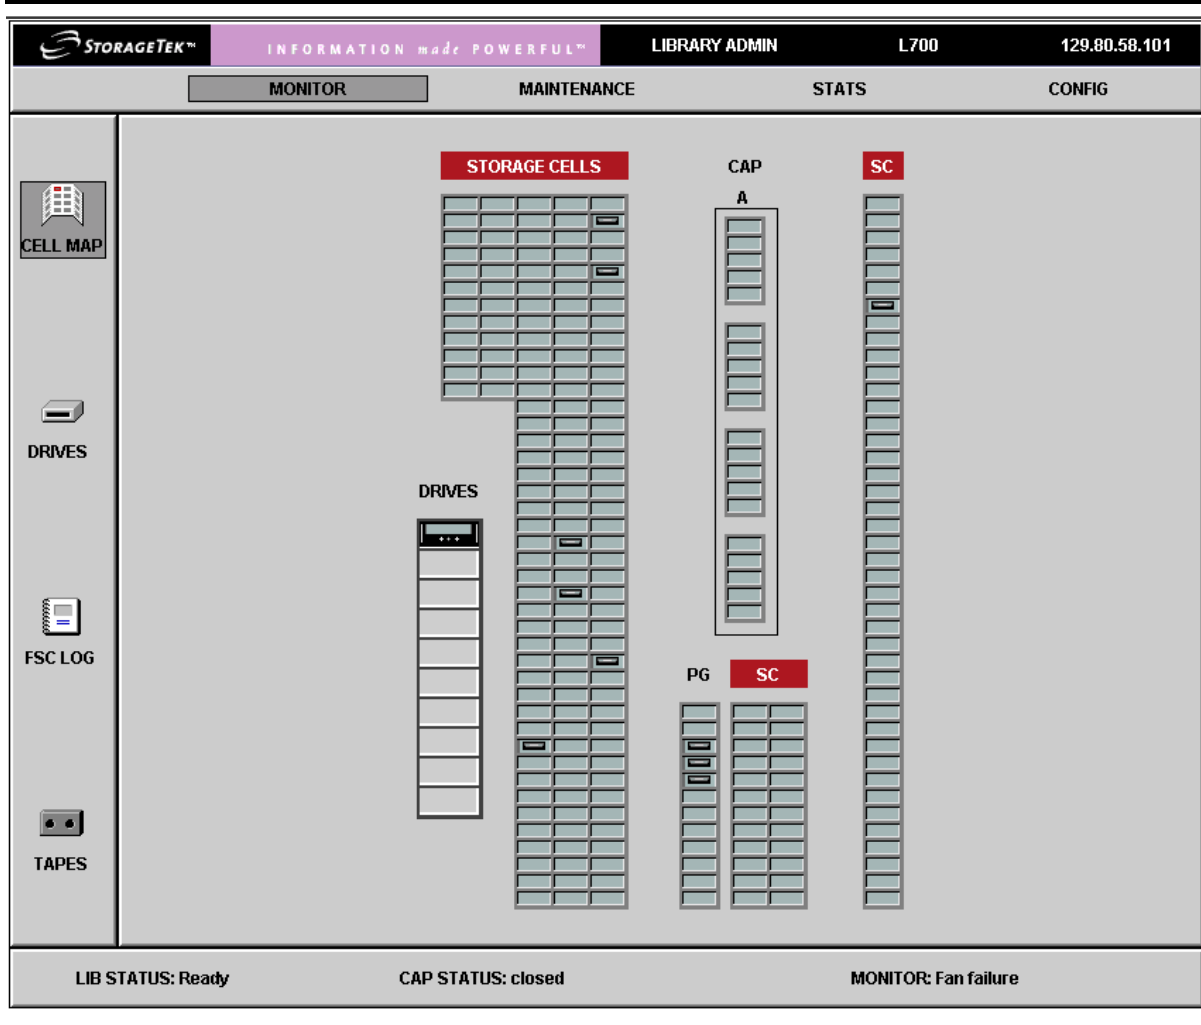 STORAGETEK™ INFORMATION made POWERFUL™ LIBRARY ADMIN L700 129.80.58.101
MONITOR MAINTENANCE STATS CONFIG
STORAGE CELLS CAP SC
A
CELL MAP
DRIVES
DRIVES
FSC LOG
PG SC
TAPES
LIB STATUS: Ready CAP STATUS: closed MONITOR: Fan failure